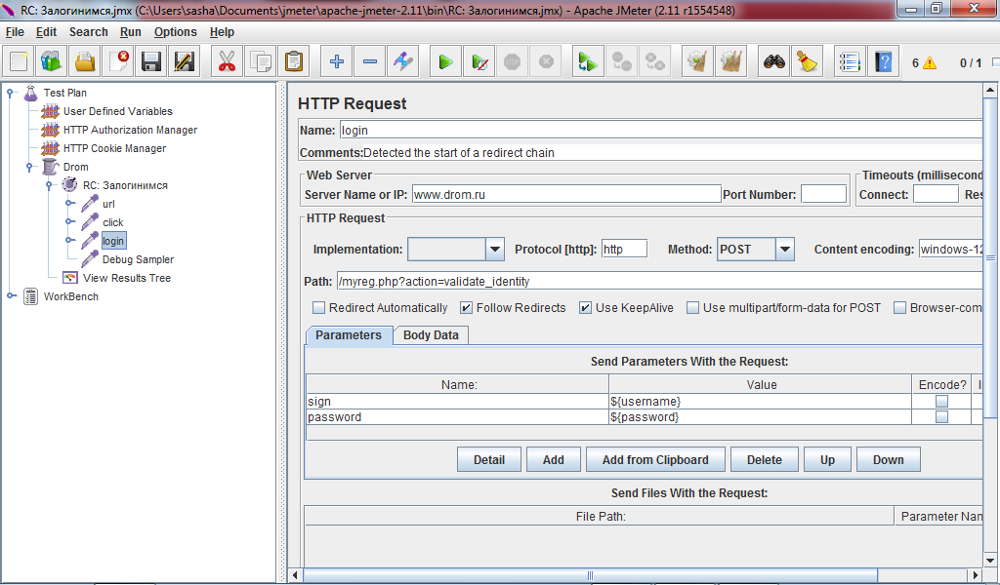 RC: Залогинимся.jmx (C:\Users\sasha\Documents\jmeter\apache-jmeter-2.11\bin\RC: Залогинимся.jmx) - Apache JMeter (2.11 r1554548)
File Edit Search Run Options Help
6 0 / 1
Test Plan
User Defined Variables
HTTP Authorization Manager
HTTP Cookie Manager
Drom
RC: Залогинимся
url
click
login
Debug Sampler
View Results Tree
WorkBench
HTTP Request
Name: login
Comments: Detected the start of a redirect chain
Web Server
Timeouts (millisecond
Server Name or IP: www.drom.ru Port Number:
Connect: Res
HTTP Request
Implementation: Protocol [http]: http Method: POST Content encoding: windows-12
Path: /myreg.php?action=validate_identity
Redirect Automatically Follow Redirects Use KeepAlive Use multipart/form-data for POST Browser-com
Parameters Body Data
Send Parameters With the Request:
Name: Value Encode? I
sign ${username}
password ${password}
Detail Add Add from Clipboard Delete Up Down
Send Files With the Request:
File Path: Parameter Nan